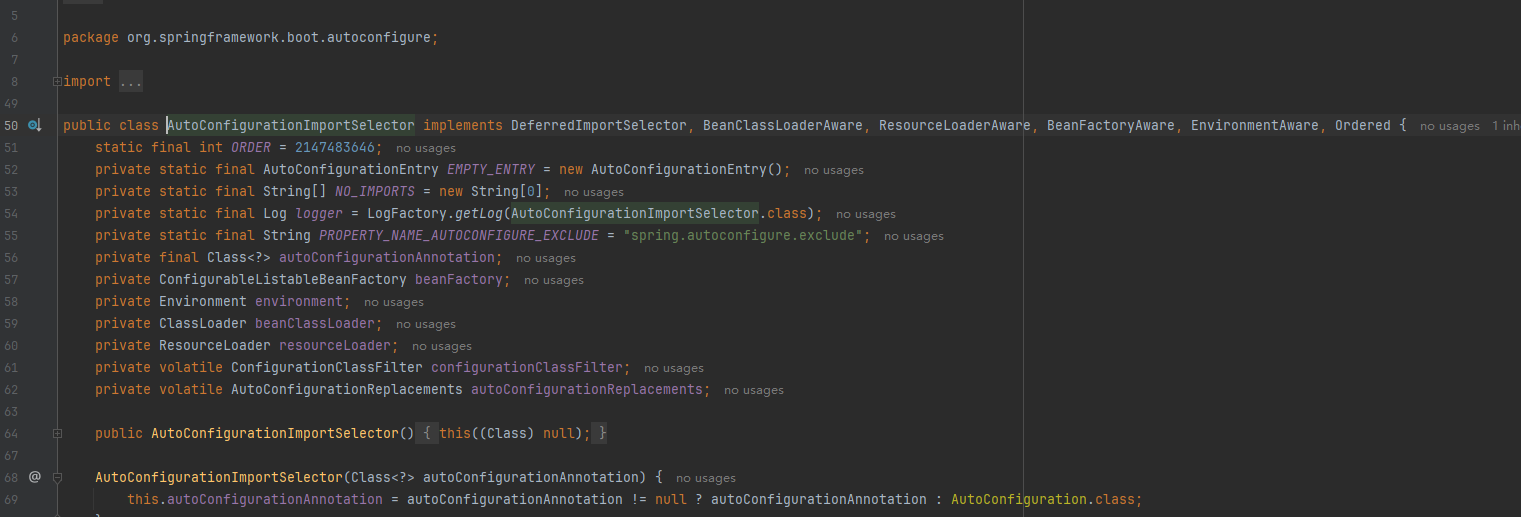 5
6 package org.springframework.boot.autoconfigure;
7
8 import ...
49
50 public class AutoConfigurationImportSelector implements DeferredImportSelector, BeanClassLoaderAware, ResourceLoaderAware, BeanFactoryAware, EnvironmentAware, Ordered { no usages 1 inh
51 static final int ORDER = 2147483646; no usages
52 private static final AutoConfigurationEntry EMPTY_ENTRY = new AutoConfigurationEntry(); no usages
53 private static final String[] NO_IMPORTS = new String[0]; no usages
54 private static final Log logger = LogFactory.getLog(AutoConfigurationImportSelector.class); no usages
55 private static final String PROPERTY_NAME_AUTOCONFIGURE_EXCLUDE = "spring.autoconfigure.exclude"; no usages
56 private final Class<?> autoConfigurationAnnotation; no usages
57 private ConfigurableListableBeanFactory beanFactory; no usages
58 private Environment environment; no usages
59 private ClassLoader beanClassLoader; no usages
60 private ResourceLoader resourceLoader; no usages
61 private volatile ConfigurationClassFilter configurationClassFilter; no usages
62 private volatile AutoConfigurationReplacements autoConfigurationReplacements; no usages
63
64 public AutoConfigurationImportSelector() { this((Class) null); }
67
68 @ AutoConfigurationImportSelector(Class<?> autoConfigurationAnnotation) { no usages
69 this.autoConfigurationAnnotation = autoConfigurationAnnotation != null ? autoConfigurationAnnotation : AutoConfiguration.class;